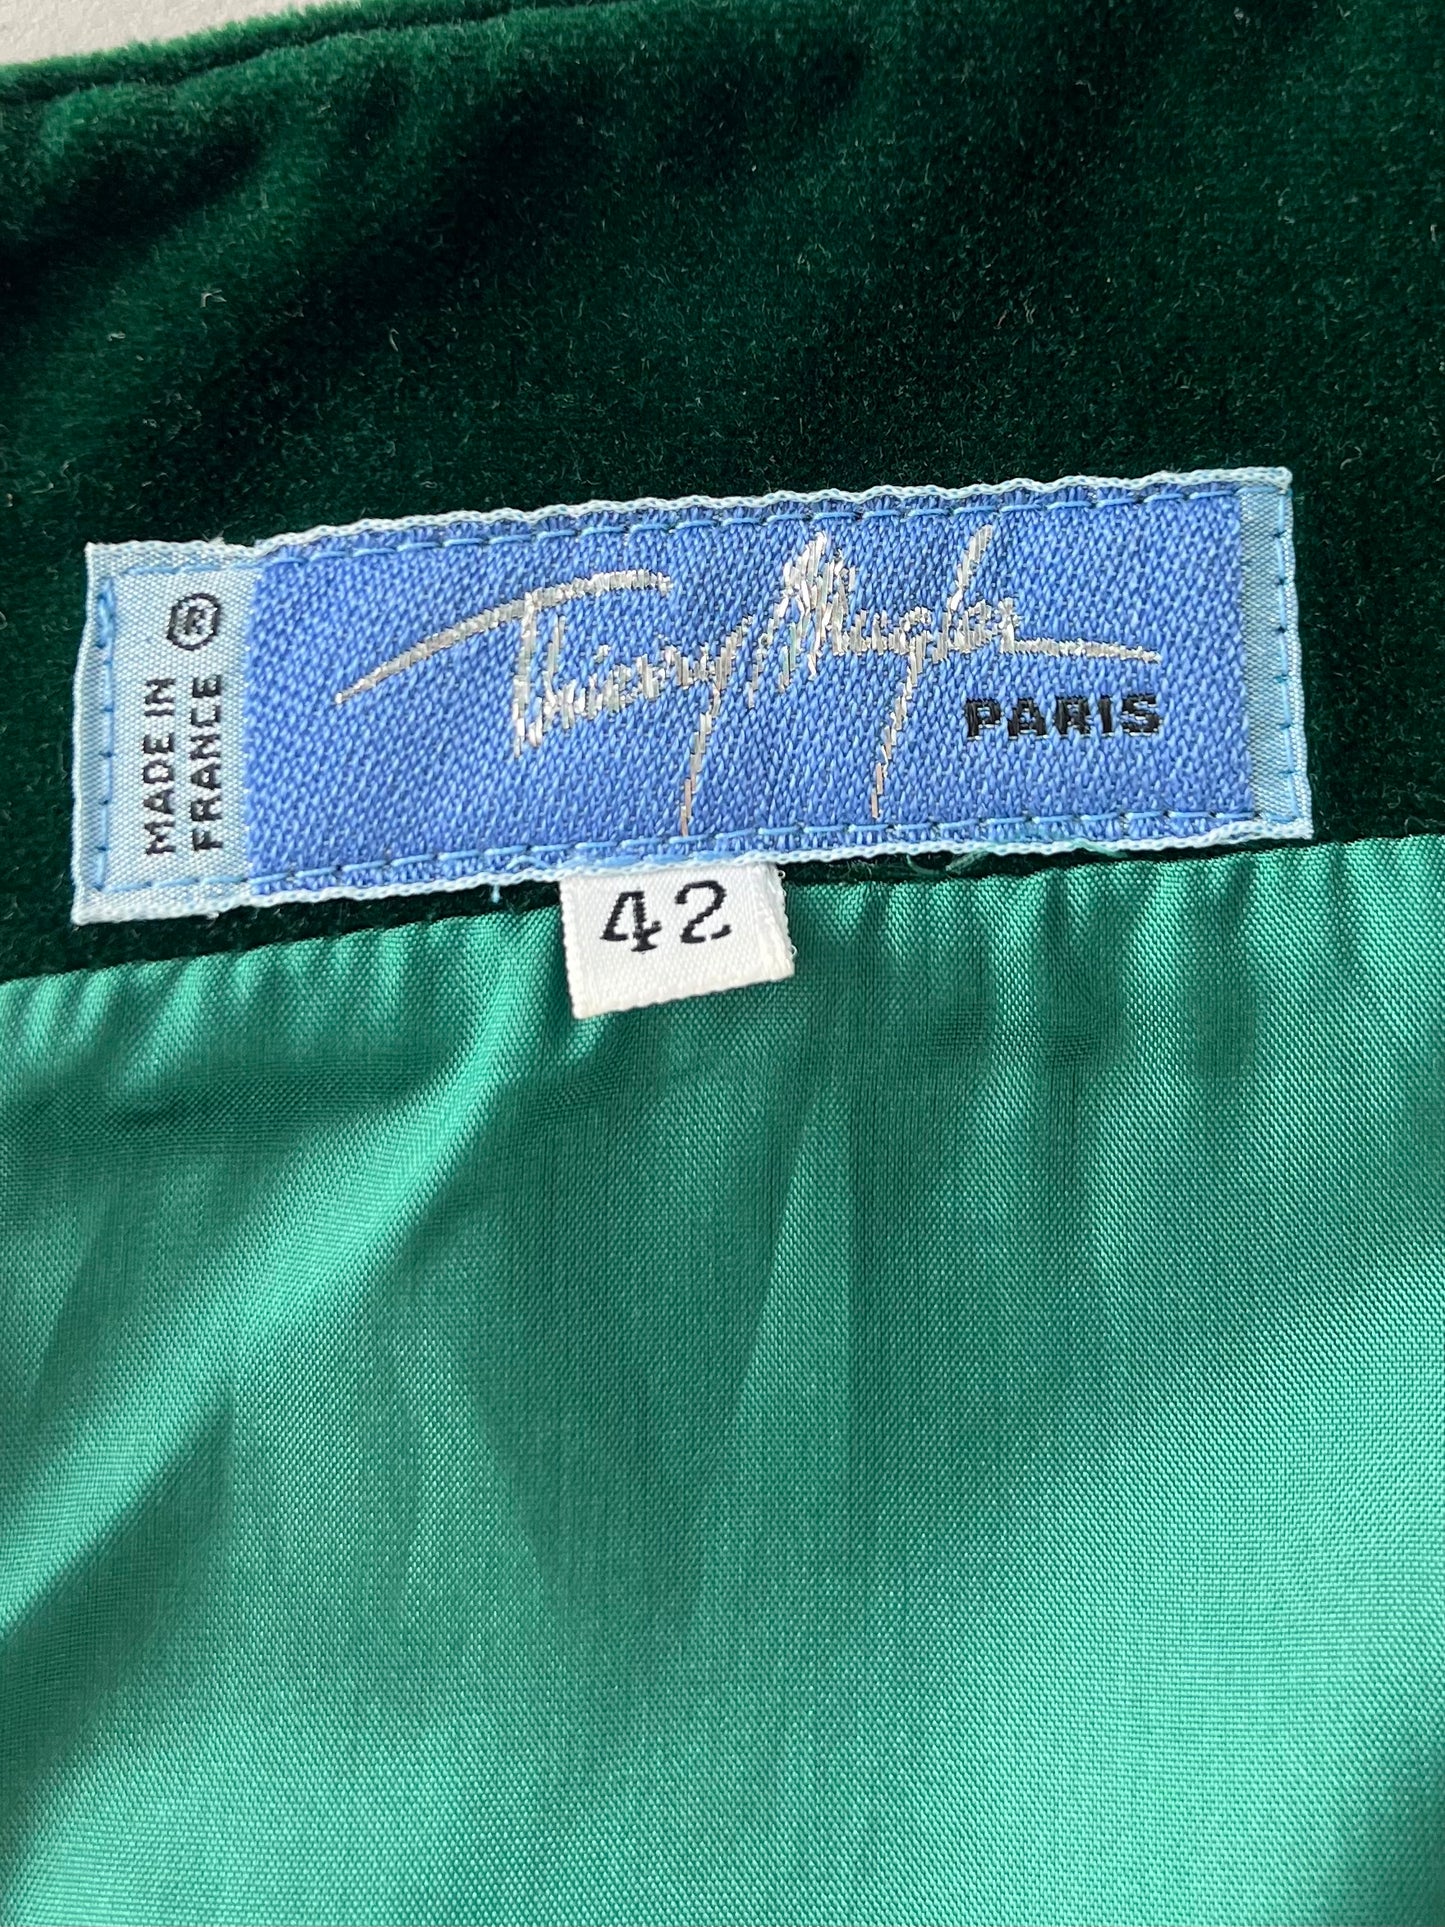 MADE IN
FRANCE ®
Thierry Mugler
PARIS
42